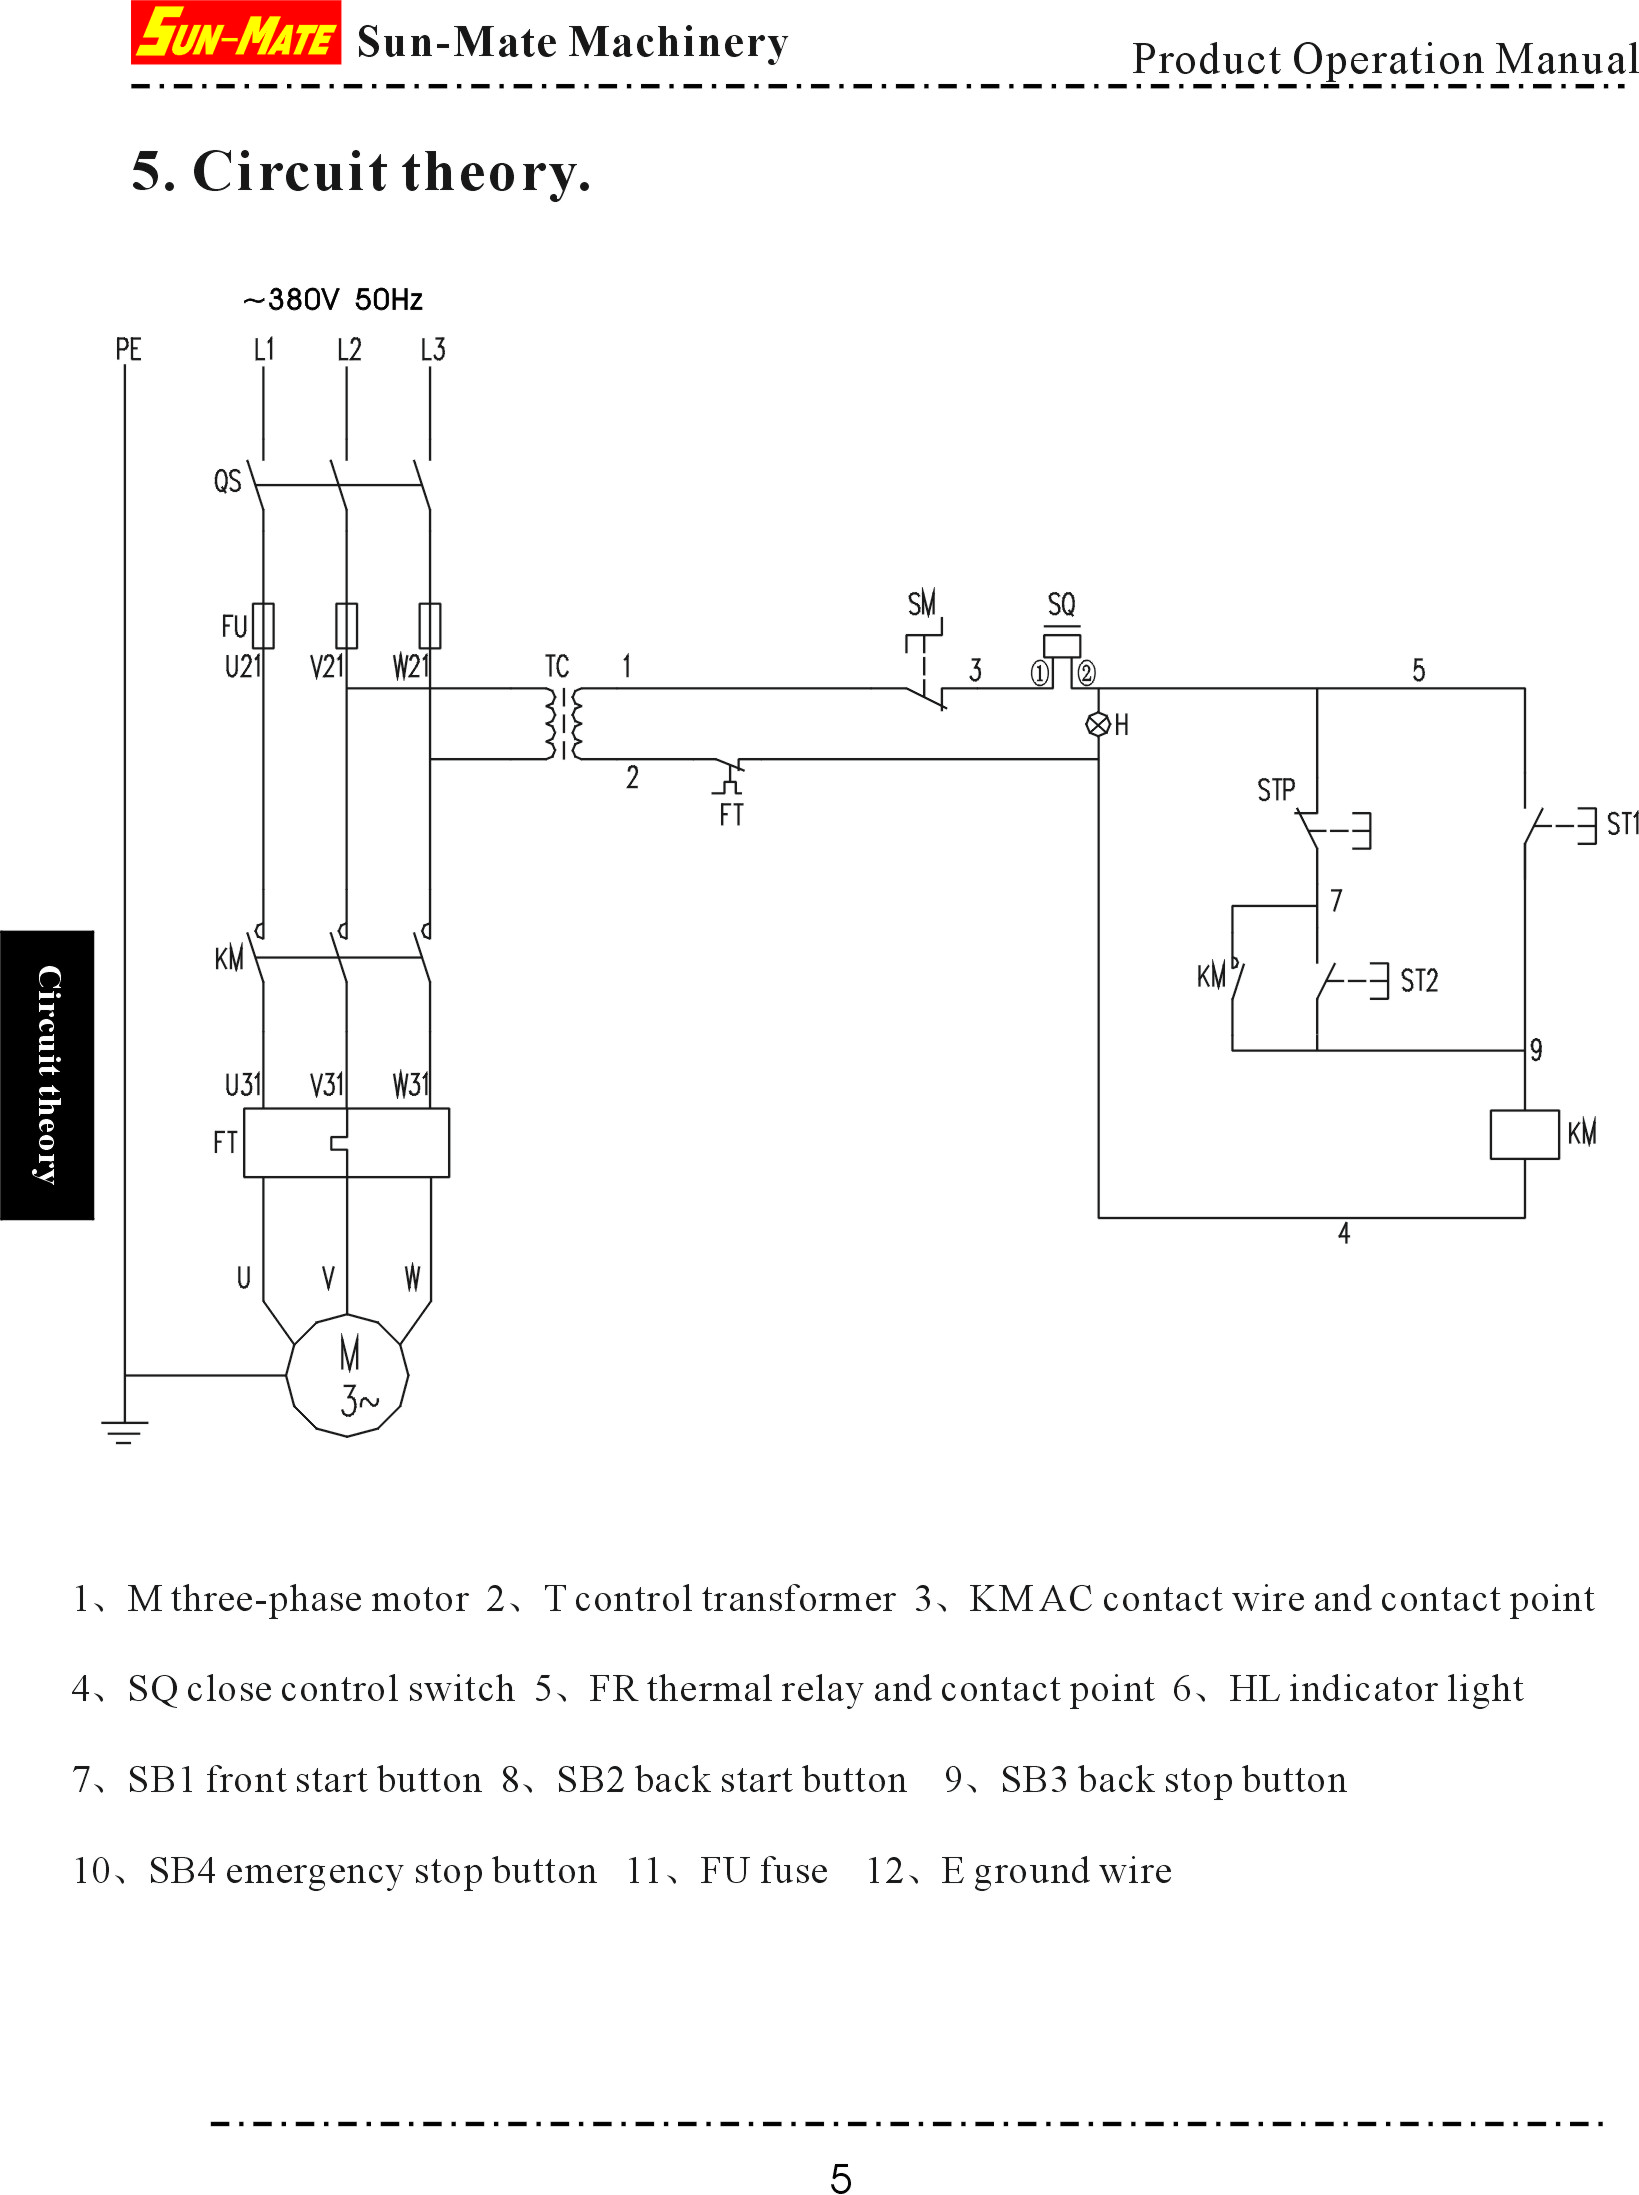 SUN-MATE Sun-Mate Machinery Product Operation Manual
5. Circuit theory.
~380V 50Hz
PE L1 L2 L3
QS
FU
U21 V21 W21
TC 1 SM 3 SQ ① ② 5
H
2
FT
STP
ST1
7
KM
KM ST2
9
U31 V31 W31
FT
KM
4
U V W
M
3~
Circuit theory
1、M three-phase motor 2、T control transformer 3、KM AC contact wire and contact point
4、SQ close control switch 5、FR thermal relay and contact point 6、HL indicator light
7、SB1 front start button 8、SB2 back start button 9、SB3 back stop button
10、SB4 emergency stop button 11、FU fuse 12、E ground wire
5